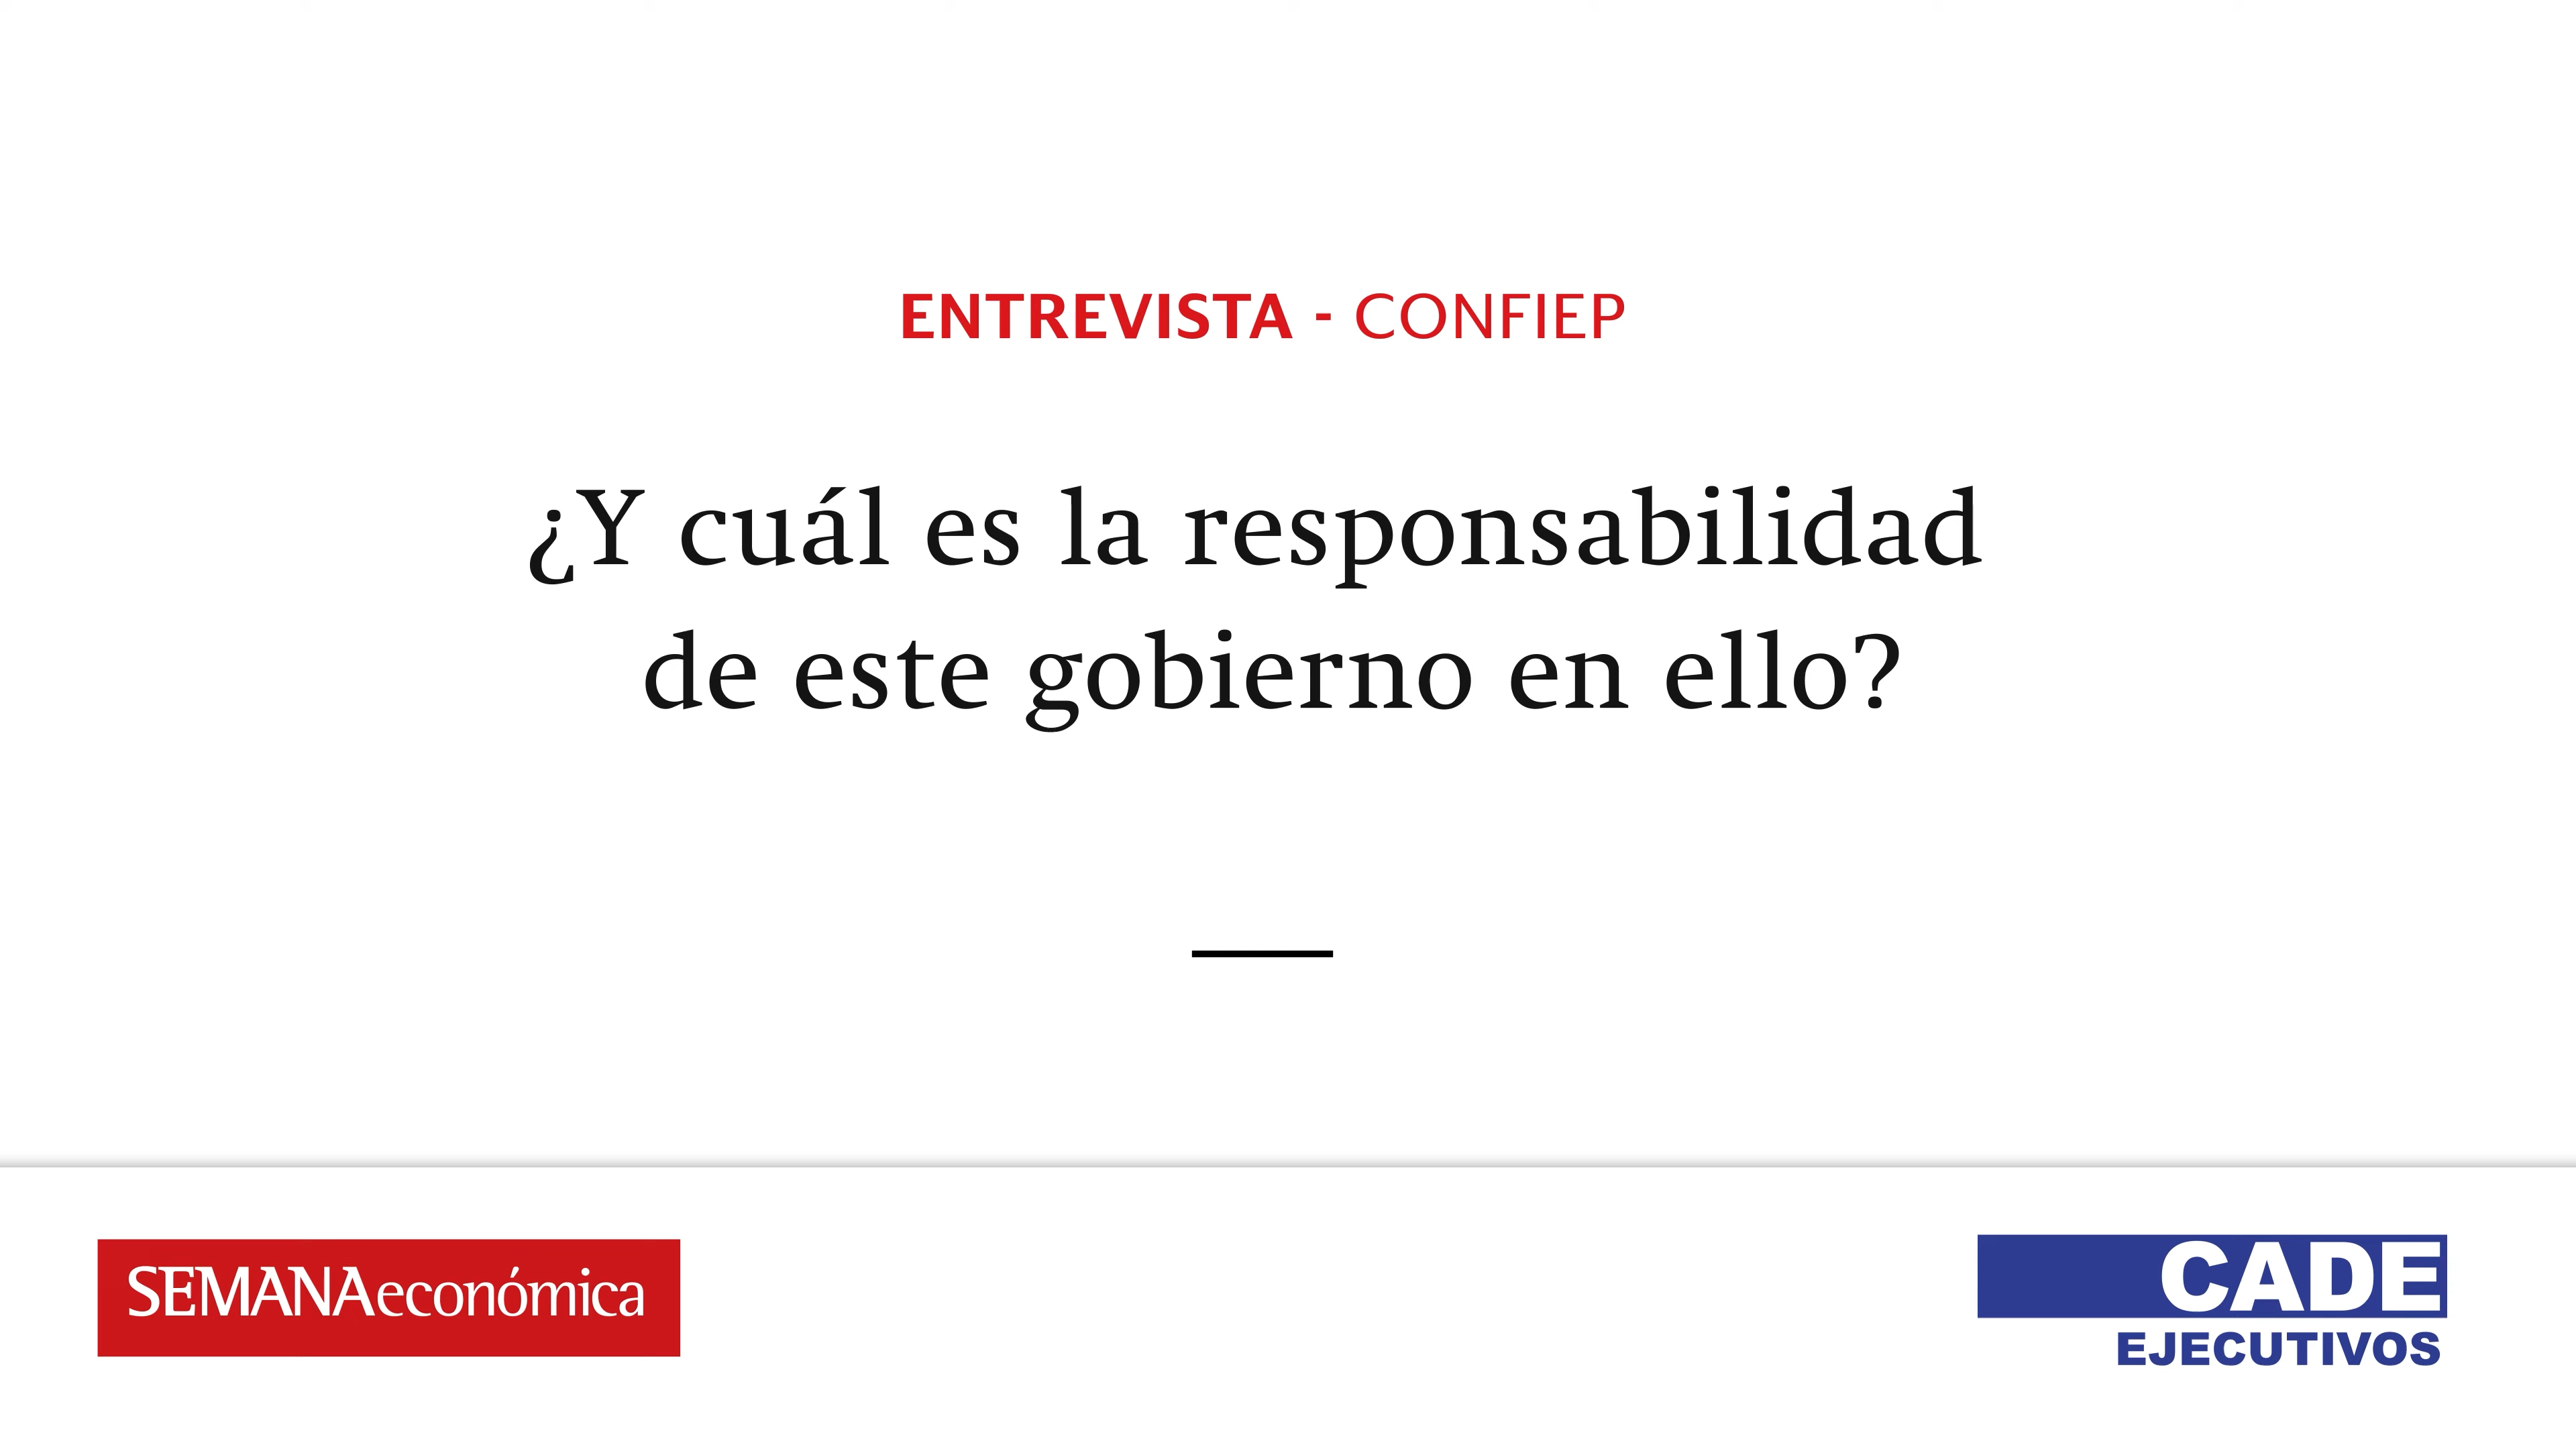 ENTREVISTA - CONFIEP
¿Y cuál es la responsabilidad
de este gobierno en ello?
SEMANAeconómica
CADE
EJECUTIVOS